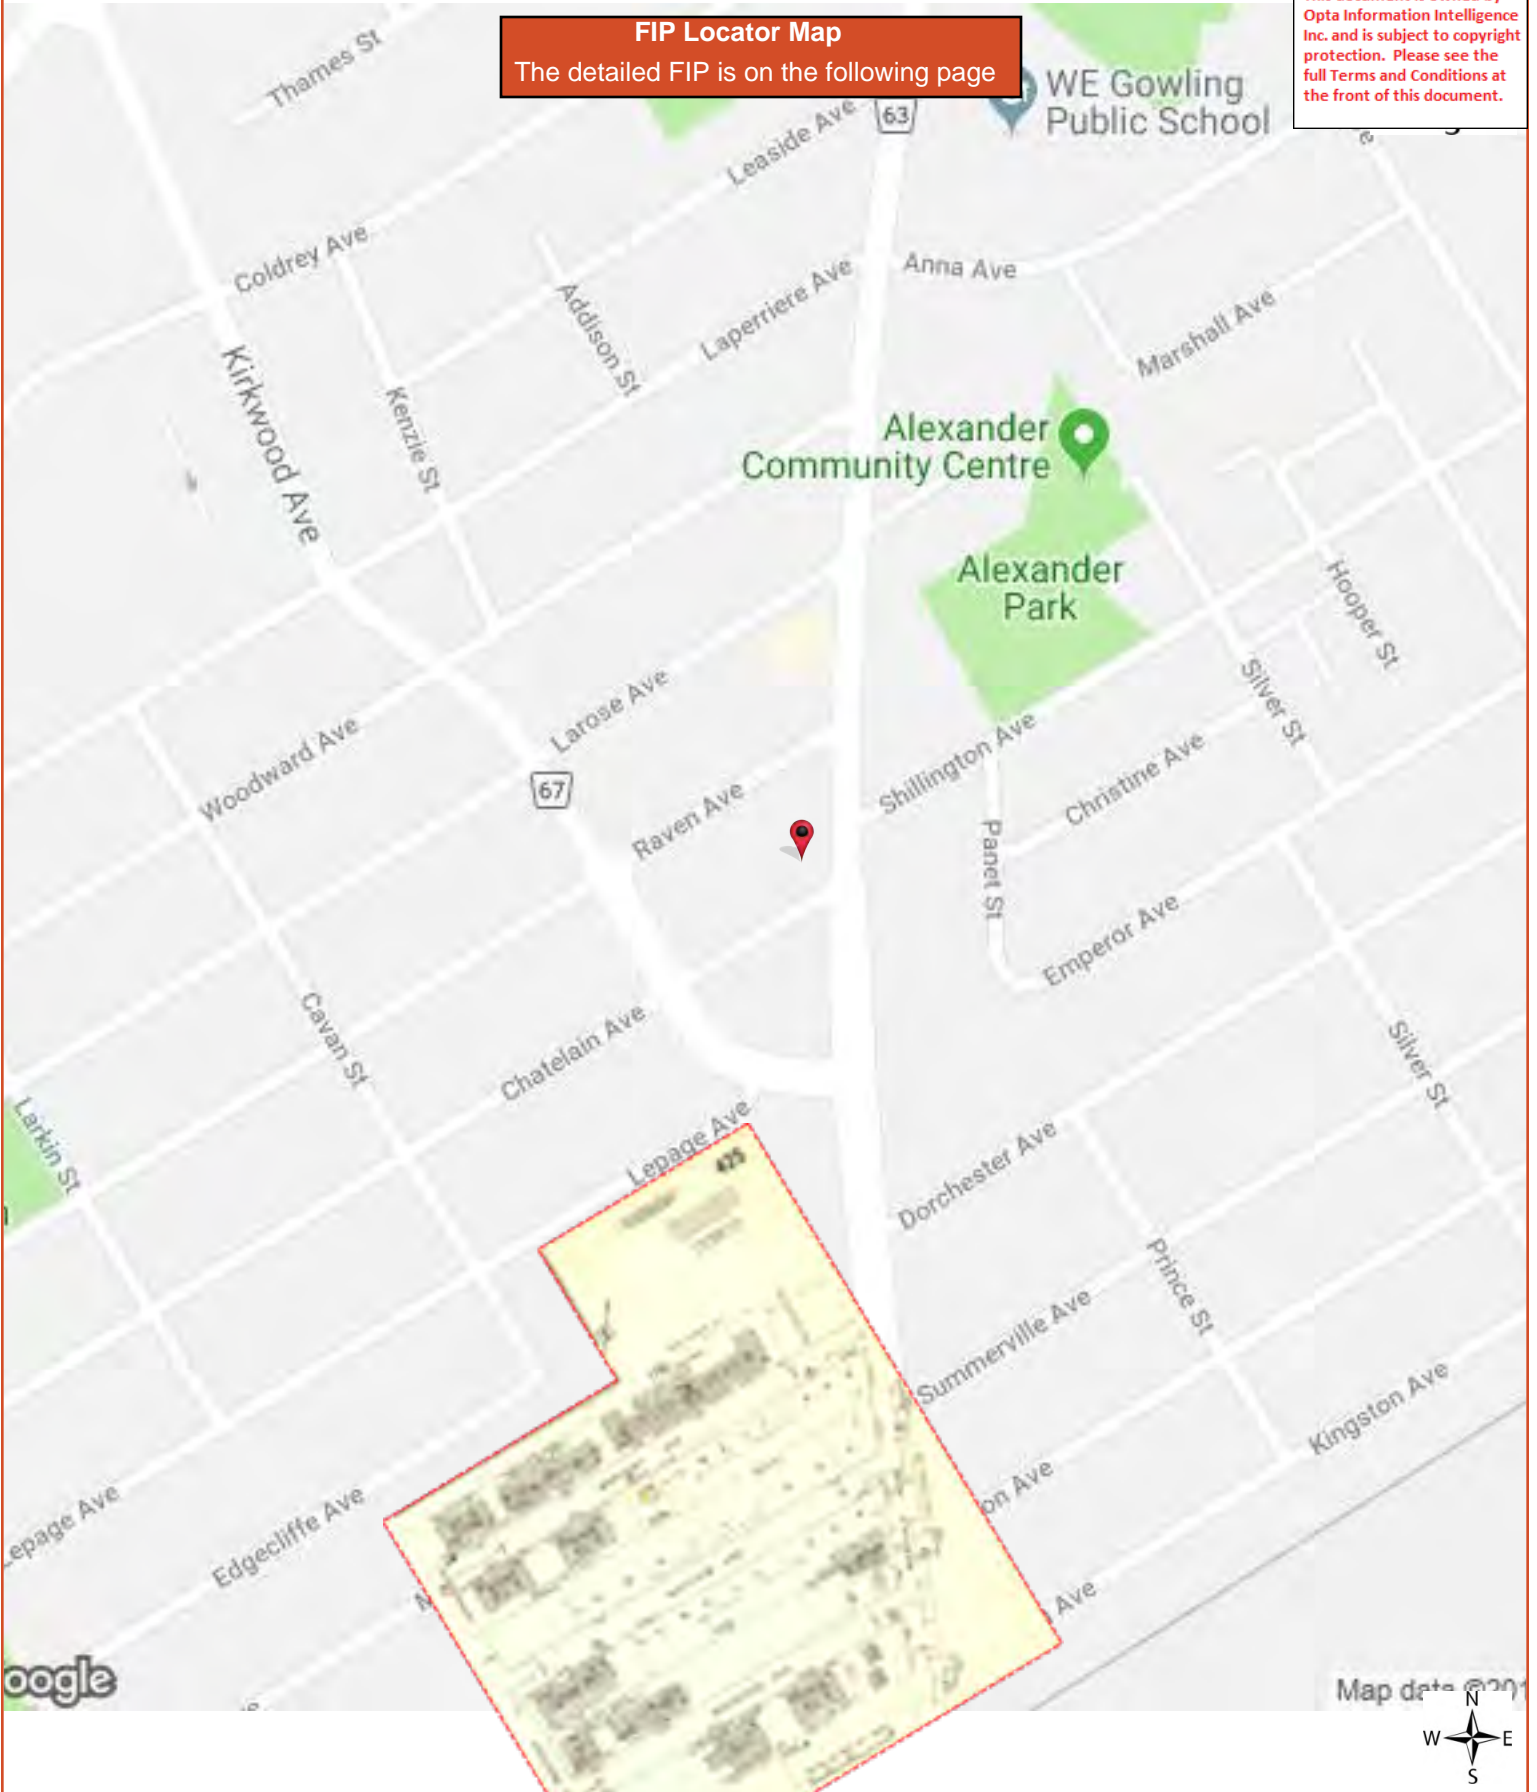 FIP Locator Map
The detailed FIP is on the following page
Opta Information Intelligence
Inc. and is subject to copyright
protection. Please see the
full Terms and Conditions at
the front of this document.
Thames St
63
WE Gowling
Public School
Leaside Ave
Coldrey Ave
Addison St
Laperriere Ave
Anna Ave
Marshall Ave
Kirkwood Ave
Kenzie St
Alexander
Community Centre
Alexander
Park
Hooper St
Silver St
Larose Ave
Woodward Ave
67
Raven Ave
Shillington Ave
Christine Ave
Panet St
Emperor Ave
Cavan St
Chatelain Ave
Silver St
Larkin St
Lepage Ave
425
Dorchester Ave
Prince St
Summerville Ave
Kingston Ave
epage Ave
Edgecliffe Ave
on Ave
Ave
oogle
Map data ©201
N
W E
S